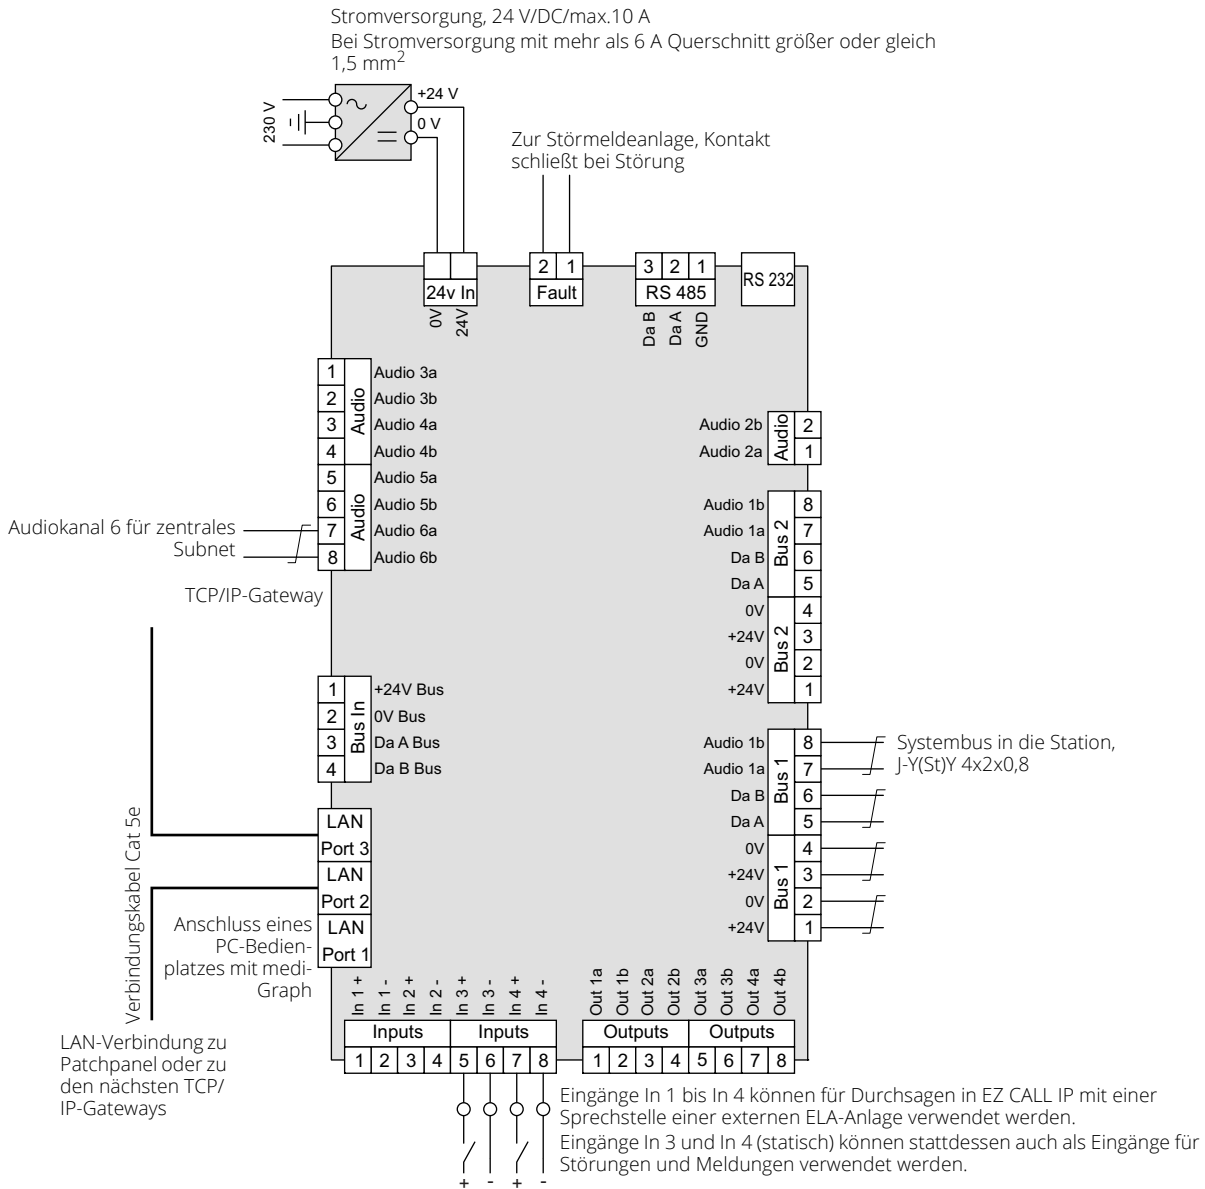 Stromversorgung, 24 V/DC/max.10 A
Bei Stromversorgung mit mehr als 6 A Querschnitt größer oder gleich
1,5 mm2
230 V
+24 V
0 V
Zur Störmeldeanlage, Kontakt
schließt bei Störung
2 1
3 2 1
RS 232
24v In
Fault
RS 485
0V
24V
Da B
Da A
GND
1 Audio 3a
2 Audio 3b
3 Audio 4a
4 Audio 4b
Audio
5 Audio 5a
6 Audio 5b
7 Audio 6a
8 Audio 6b
Audio
Audiokanal 6 für zentrales
Subnet
TCP/IP-Gateway
Audio 2b 2
Audio 2a 1
Audio
Audio 1b 8
Audio 1a 7
Da B 6
Da A 5
Bus 2
0V 4
+24V 3
0V 2
+24V 1
Bus 2
1 +24V Bus
2 0V Bus
3 Da A Bus
4 Da B Bus
Bus In
Audio 1b 8
Audio 1a 7
Da B 6
Da A 5
Bus 1
0V 4
+24V 3
0V 2
+24V 1
Bus 1
Systembus in die Station,
J-Y(St)Y 4x2x0,8
LAN
Port 3
LAN
Port 2
LAN
Port 1
Verbindungskabel Cat 5e
Anschluss eines
PC-Bedien-
platzes mit medi-
Graph
LAN-Verbindung zu
Patchpanel oder zu
den nächsten TCP/
IP-Gateways
In 1 +
In 1 -
In 2 +
In 2 -
In 3 +
In 3 -
In 4 +
In 4 -
Out 1a
Out 1b
Out 2a
Out 2b
Out 3a
Out 3b
Out 4a
Out 4b
Inputs
Inputs
Outputs
Outputs
1 2 3 4 5 6 7 8
1 2 3 4 5 6 7 8
Eingänge In 1 bis In 4 können für Durchsagen in EZ CALL IP mit einer
Sprechstelle einer externen ELA-Anlage verwendet werden.
Eingänge In 3 und In 4 (statisch) können stattdessen auch als Eingänge für
Störungen und Meldungen verwendet werden.
+ - + -